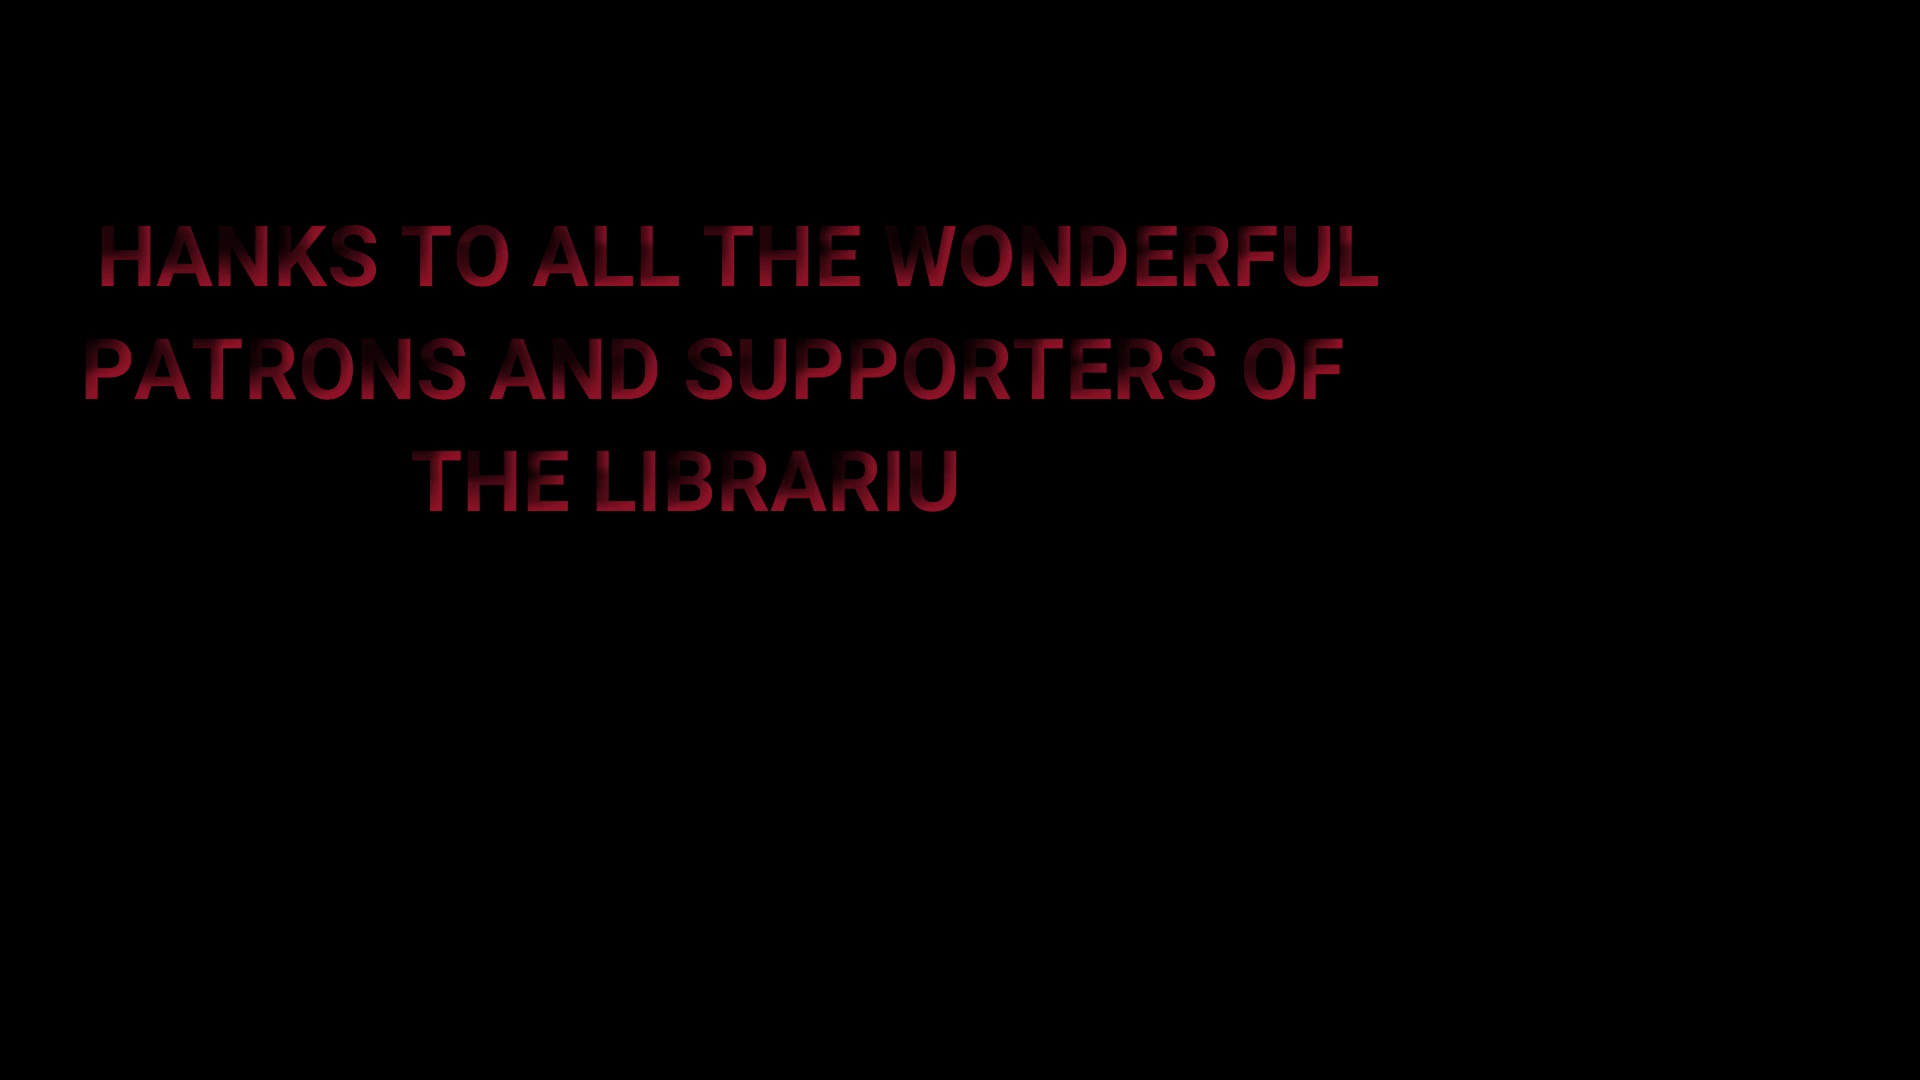 HANKS TO ALL THE WONDERFUL
PATRONS AND SUPPORTERS OF
THE LIBRARIU